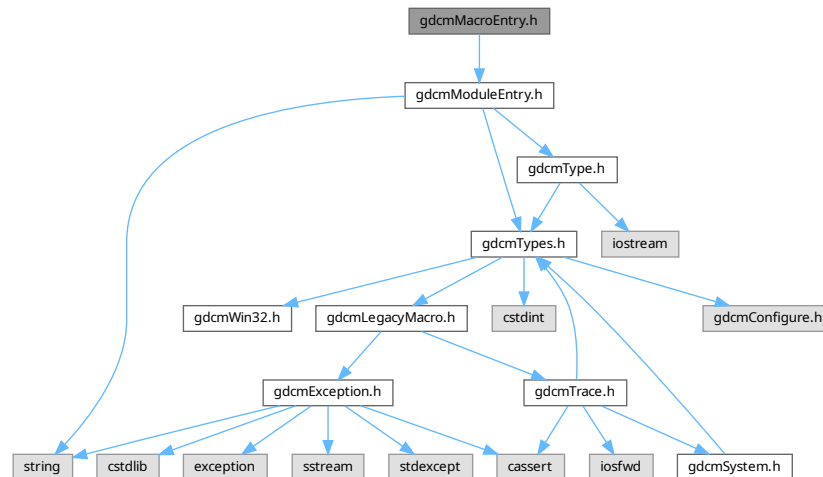 gdcmMacroEntry.h
gdcmModuleEntry.h
gdcmType.h
gdcmTypes.h
iostream
gdcmWin32.h
gdcmLegacyMacro.h
cstdint
gdcmConfigure.h
gdcmException.h
gdcmTrace.h
string
cstdlib
exception
sstream
stdexcept
cassert
iosfwd
gdcmSystem.h